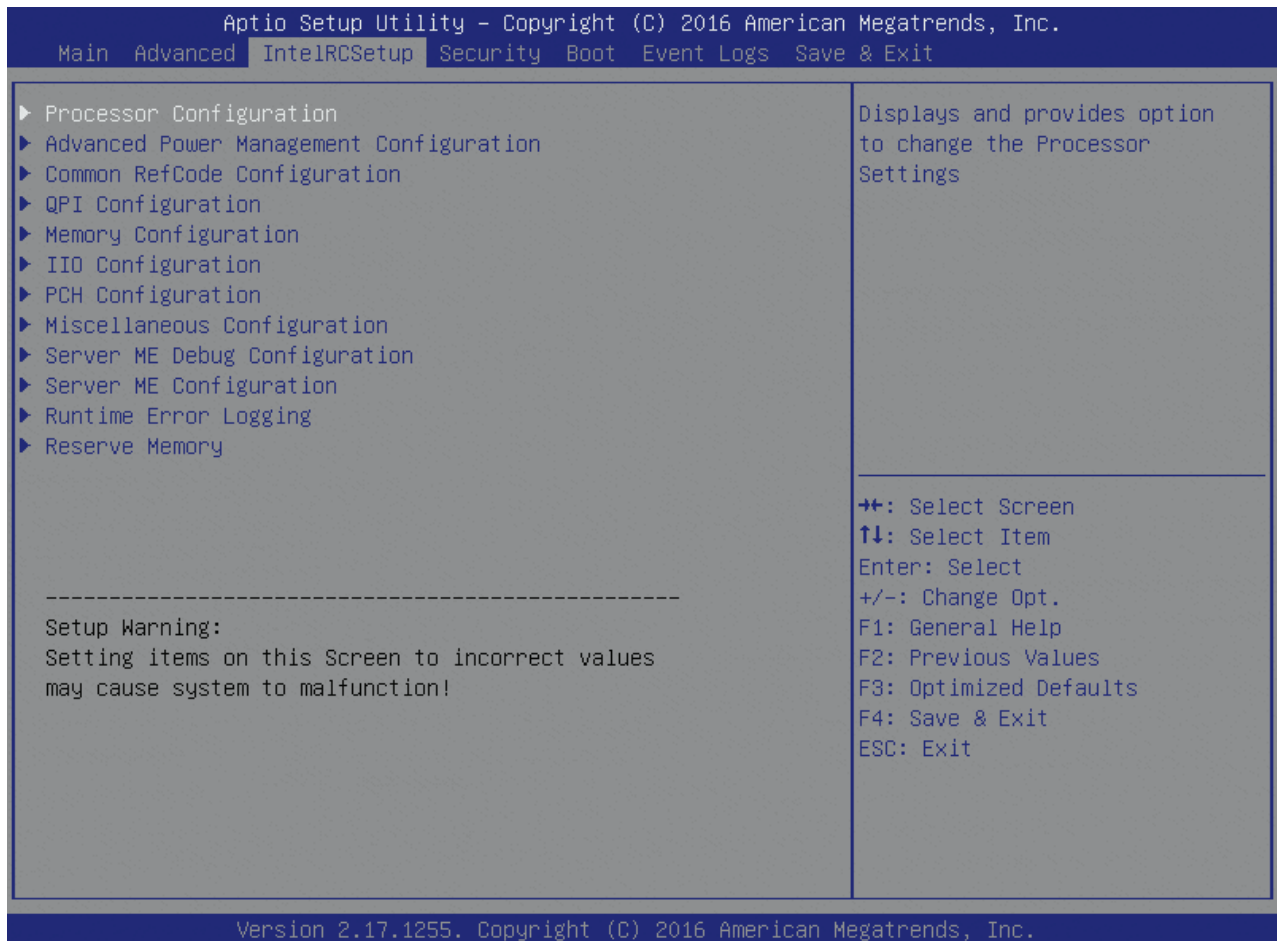 Aptio Setup Utility – Copyright (C) 2016 American Megatrends, Inc.
Main Advanced IntelRCSetup Security Boot Event Logs Save & Exit
▶ Processor Configuration
▶ Advanced Power Management Configuration
▶ Common RefCode Configuration
▶ QPI Configuration
▶ Memory Configuration
▶ IIO Configuration
▶ PCH Configuration
▶ Miscellaneous Configuration
▶ Server ME Debug Configuration
▶ Server ME Configuration
▶ Runtime Error Logging
▶ Reserve Memory
--------------------------------------------------
Setup Warning:
Setting items on this Screen to incorrect values
may cause system to malfunction!
Displays and provides option
to change the Processor
Settings
→←: Select Screen
↑↓: Select Item
Enter: Select
+/-: Change Opt.
F1: General Help
F2: Previous Values
F3: Optimized Defaults
F4: Save & Exit
ESC: Exit
Version 2.17.1255. Copyright (C) 2016 American Megatrends, Inc.